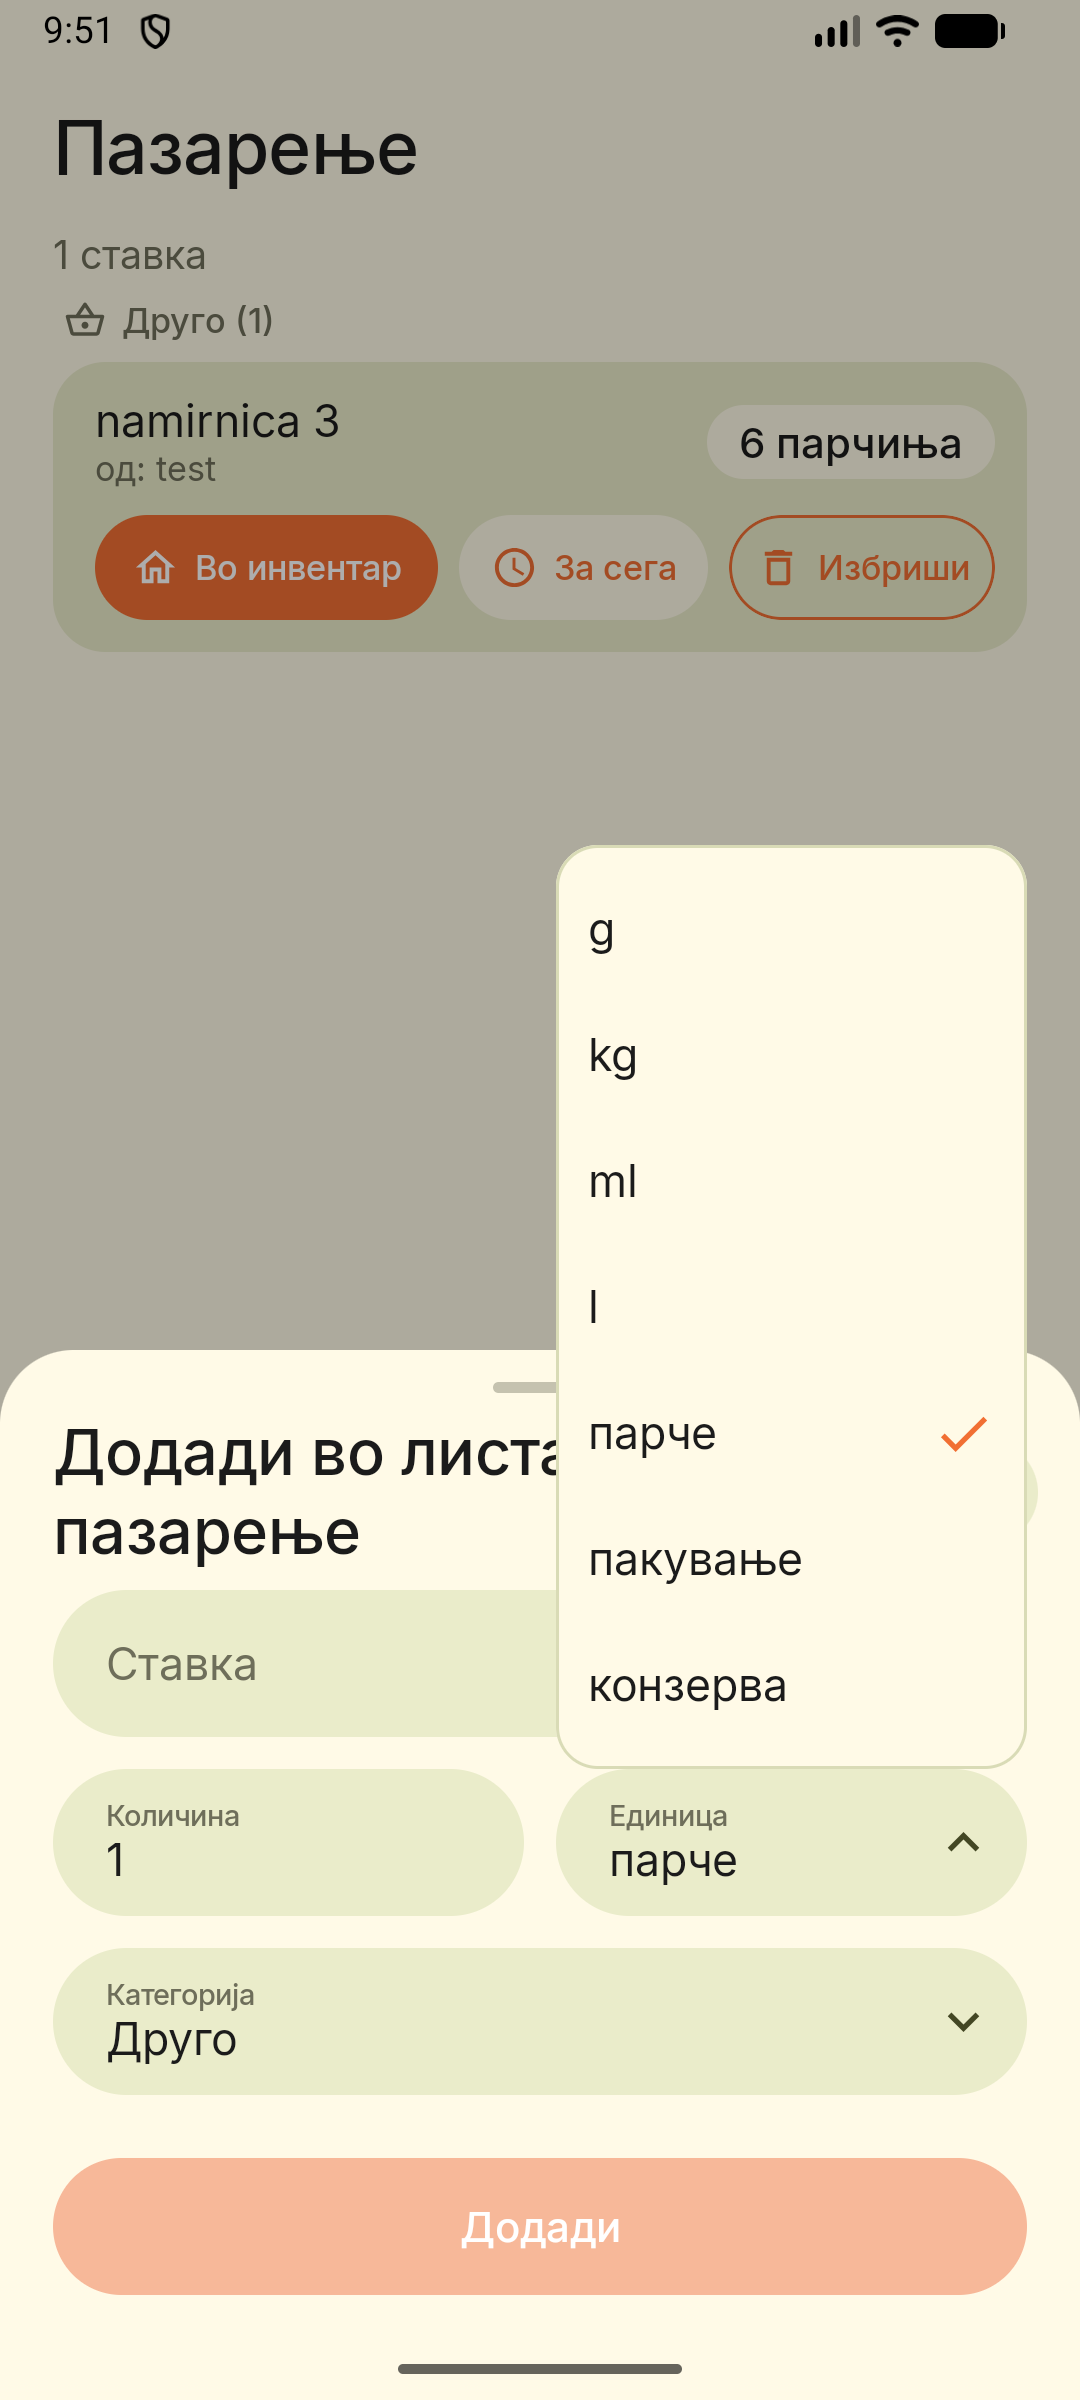 9:51
Пазарење
1 ставка
Друго (1)
namirnica 3
од: test
6 парчиња
Во инвентар
За сега
Избриши
g
kg
ml
l
парче
пакување
конзерва
Додади во листа
пазарење
Ставка
Количина
1
Единица
парче
Категорија
Друго
Додади